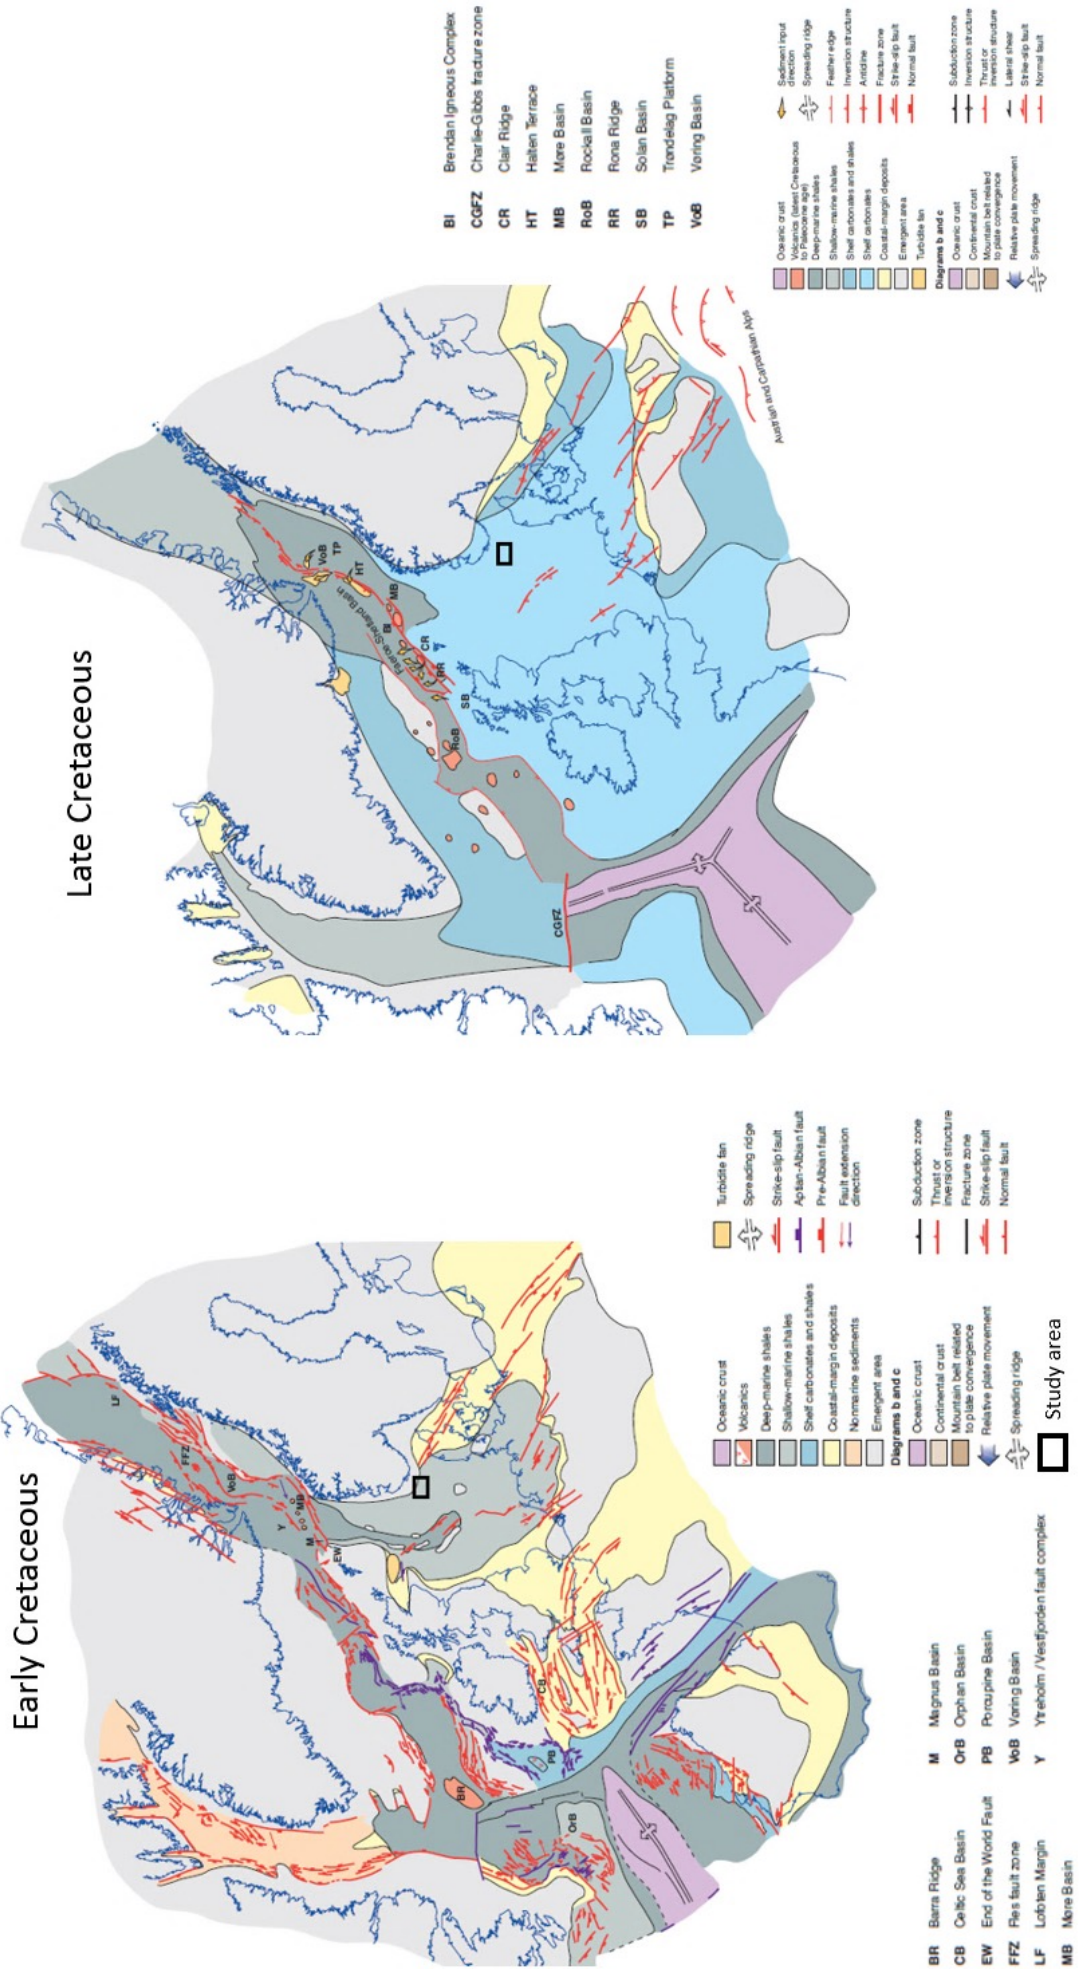 Early Cretaceous
LF
FFZ
VoB
Y
MB
M
EW
BR
CB
PB
OrB
Oceanic crust
Volcanics
Deep-marine shales
Shallow-marine shales
Shelf carbonates and shales
Coastal-margin deposits
Nonmarine sediments
Emergent area
Diagrams b and c
Oceanic crust
Continental crust
Mountain belt related
to plate convergence
Relative plate movement
Spreading ridge
Turbidite fan
Spreading ridge
Strike-slip fault
Aptian-Albian fault
Pre-Albian fault
Fault extension
direction
Subduction zone
Thrust or
inversion structure
Fracture zone
Strike-slip fault
Normal fault
Study area
BR Barra Ridge
CB Celtic Sea Basin
EW End of the World Fault
FFZ Fles fault zone
LF Lofoten Margin
MB Møre Basin
M Magnus Basin
OrB Orphan Basin
PB Porcupine Basin
VoB Vøring Basin
Y Ytreholm / Vestfjorden fault complex
Late Cretaceous
VoB
TP
HT
MB
Faeroe-Shetland Basin
BI
CR
RR
SB
RoB
CGFZ
Austrian and Carpathian Alps
BI Brendan Igneous Complex
CGFZ Charlie-Gibbs fracture zone
CR Clair Ridge
HT Halten Terrace
MB Møre Basin
RoB Rockall Basin
RR Rona Ridge
SB Solan Basin
TP Trøndelag Platform
VoB Vøring Basin
Oceanic crust
Volcanics (latest Cretaceous
to Paleocene age)
Deep-marine shales
Shallow-marine shales
Shelf carbonates and shales
Shelf carbonates
Coastal-margin deposits
Emergent area
Turbidite fan
Diagrams b and c
Oceanic crust
Continental crust
Mountain belt related
to plate convergence
Relative plate movement
Spreading ridge
Sediment input
direction
Spreading ridge
Feather edge
Inversion structure
Anticline
Fracture zone
Strike-slip fault
Normal fault
Subduction zone
Inversion structure
Thrust or
inversion structure
Lateral shear
Strike-slip fault
Normal fault